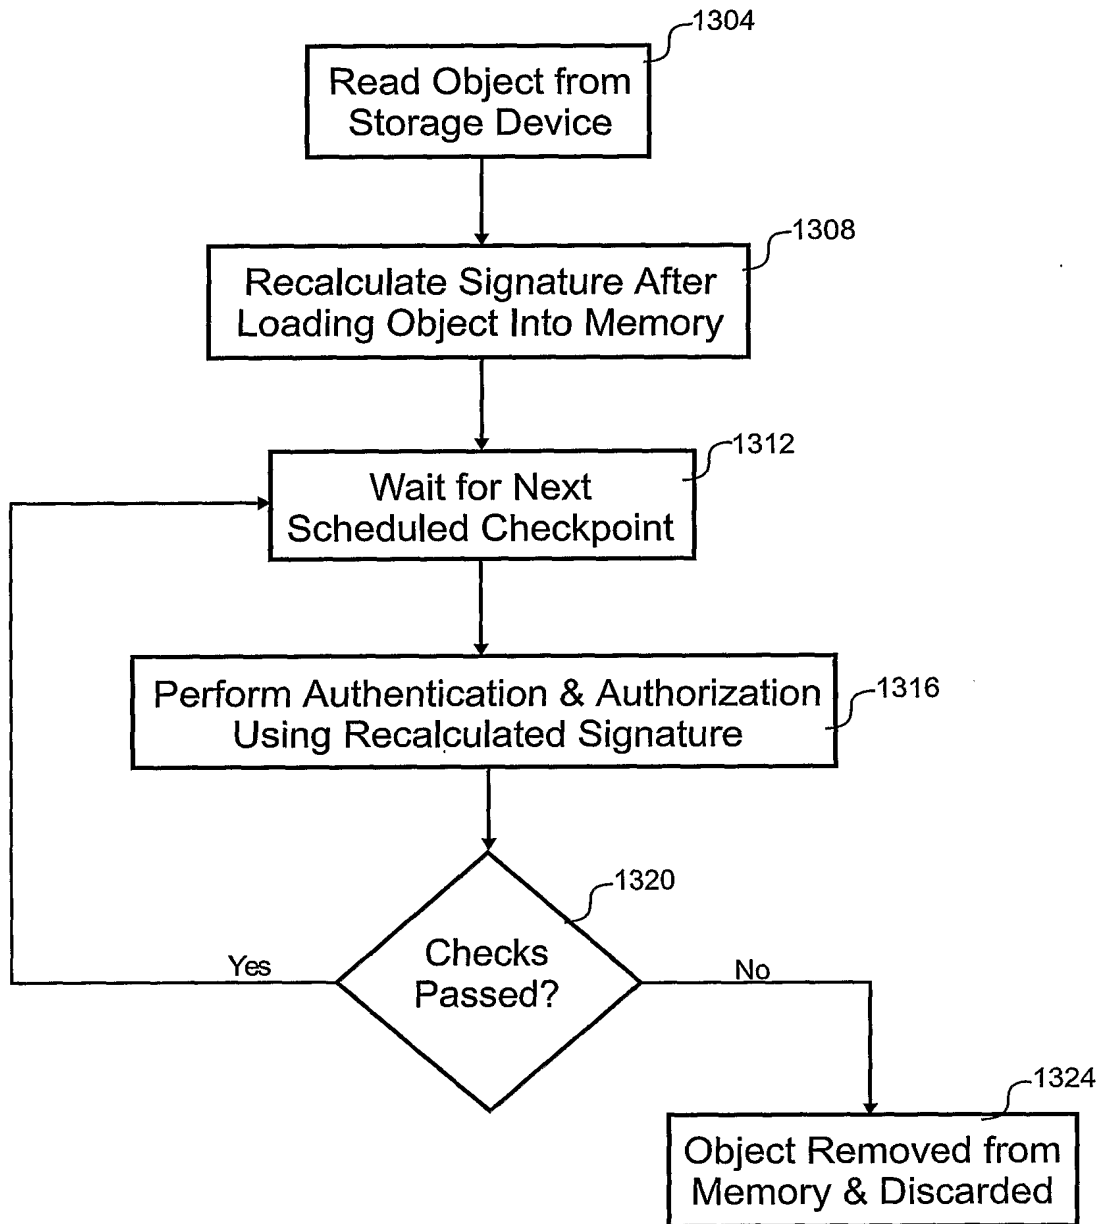 1304
Read Object from
Storage Device
1308
Recalculate Signature After
Loading Object Into Memory
1312
Wait for Next
Scheduled Checkpoint
1316
Perform Authentication & Authorization
Using Recalculated Signature
1320
Checks
Passed?
Yes
No
1324
Object Removed from
Memory & Discarded